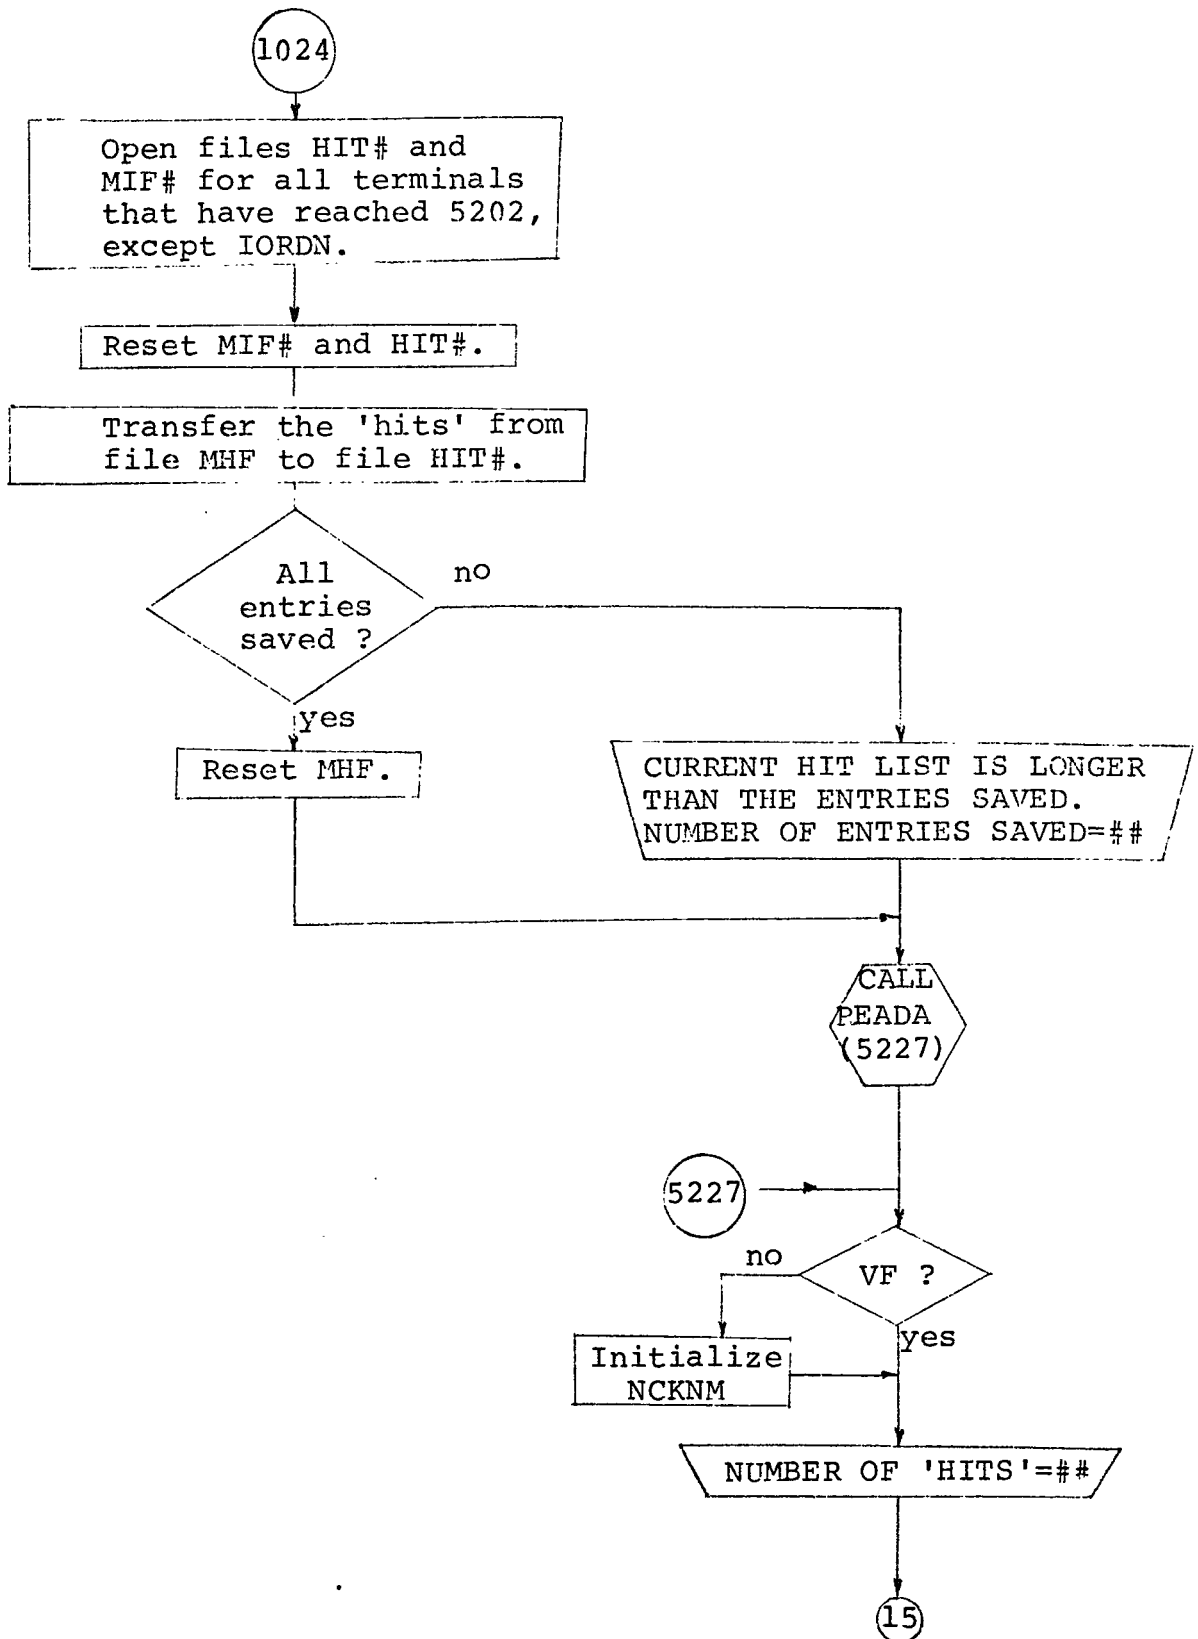 1024
Open files HIT# and
MIF# for all terminals
that have reached 5202,
except IORDN.
Reset MIF# and HIT#.
Transfer the 'hits' from
file MHF to file HIT#.
All
entries
saved ?
no
yes
Reset MHF.
CURRENT HIT LIST IS LONGER
THAN THE ENTRIES SAVED.
NUMBER OF ENTRIES SAVED=##
CALL
PEADA
(5227)
5227
VF ?
no
yes
Initialize
NCKNM
NUMBER OF 'HITS'=##
15